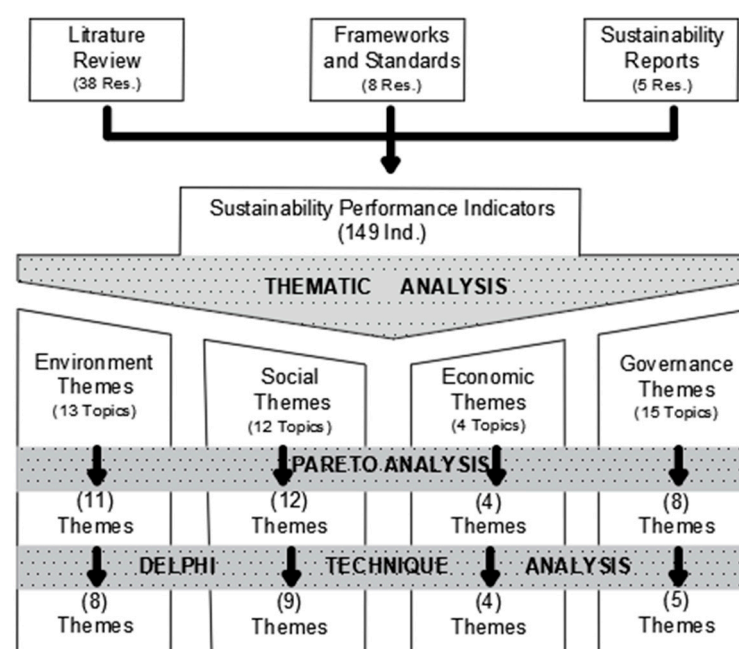 Litrature
Review
(38 Res.)
Frameworks
and Standards
(8 Res.)
Sustainability
Reports
(5 Res.)
Sustainability Performance Indicators
(149 Ind.)
THEMATIC ANALYSIS
Environment
Themes
(13 Topics)
Social
Themes
(12 Topics)
Economic
Themes
(4 Topics)
Governance
Themes
(15 Topics)
PARETO ANALYSIS
(11)
Themes
(12)
Themes
(4)
Themes
(8)
Themes
DELPHI TECHNIQUE ANALYSIS
(8)
Themes
(9)
Themes
(4)
Themes
(5)
Themes